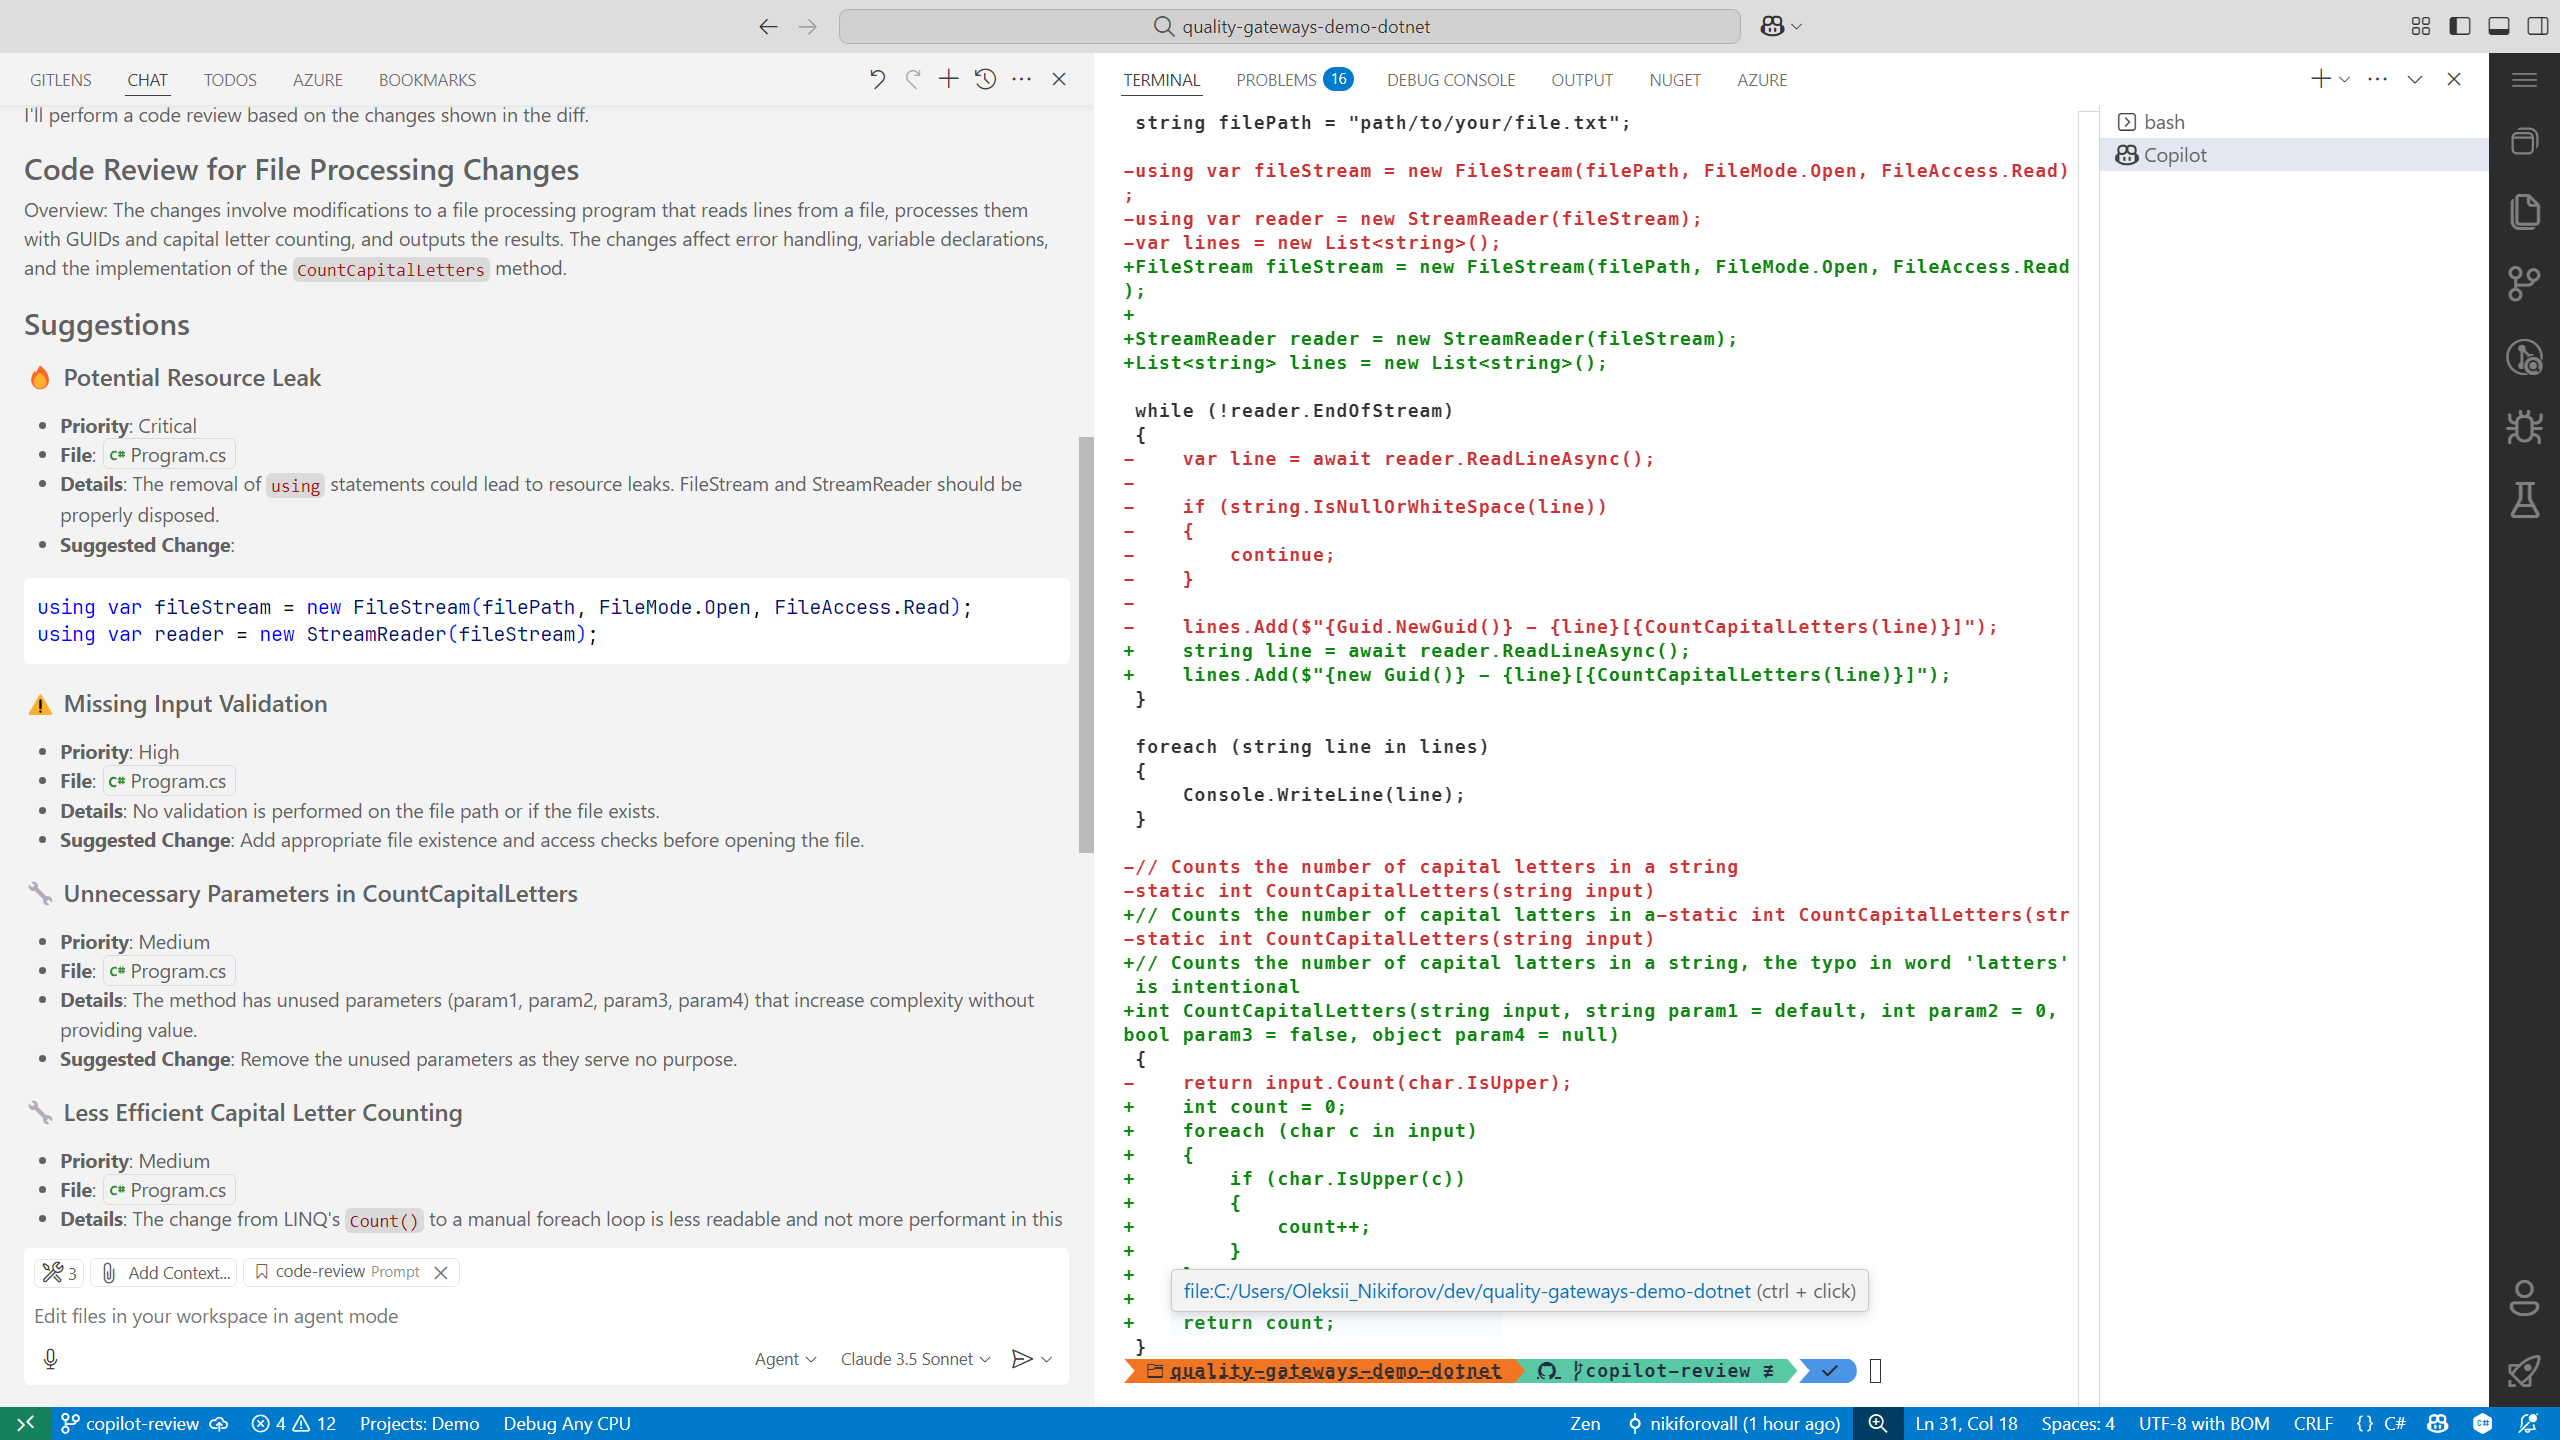 quality-gateways-demo-dotnet
GITLENS CHAT TODOS AZURE BOOKMARKS
I'll perform a code review based on the changes shown in the diff.
Code Review for File Processing Changes
Overview: The changes involve modifications to a file processing program that reads lines from a file, processes them
with GUIDs and capital letter counting, and outputs the results. The changes affect error handling, variable declarations,
and the implementation of the CountCapitalLetters method.
Suggestions
🔥 Potential Resource Leak
• Priority: Critical
• File: C# Program.cs
• Details: The removal of using statements could lead to resource leaks. FileStream and StreamReader should be
properly disposed.
• Suggested Change:
using var fileStream = new FileStream(filePath, FileMode.Open, FileAccess.Read);
using var reader = new StreamReader(fileStream);
⚠️ Missing Input Validation
• Priority: High
• File: C# Program.cs
• Details: No validation is performed on the file path or if the file exists.
• Suggested Change: Add appropriate file existence and access checks before opening the file.
🔧 Unnecessary Parameters in CountCapitalLetters
• Priority: Medium
• File: C# Program.cs
• Details: The method has unused parameters (param1, param2, param3, param4) that increase complexity without
providing value.
• Suggested Change: Remove the unused parameters as they serve no purpose.
🔧 Less Efficient Capital Letter Counting
• Priority: Medium
• File: C# Program.cs
• Details: The change from LINQ's Count() to a manual foreach loop is less readable and not more performant in this
3 Add Context... code-review Prompt
Edit files in your workspace in agent mode
Agent Claude 3.5 Sonnet
TERMINAL PROBLEMS 16 DEBUG CONSOLE OUTPUT NUGET AZURE
string filePath = "path/to/your/file.txt";
-using var fileStream = new FileStream(filePath, FileMode.Open, FileAccess.Read)
;
-using var reader = new StreamReader(fileStream);
-var lines = new List<string>();
+FileStream fileStream = new FileStream(filePath, FileMode.Open, FileAccess.Read
);
+
+StreamReader reader = new StreamReader(fileStream);
+List<string> lines = new List<string>();
while (!reader.EndOfStream)
{
-    var line = await reader.ReadLineAsync();
-
-    if (string.IsNullOrWhiteSpace(line))
-    {
-        continue;
-    }
-
-    lines.Add($"{Guid.NewGuid()} - {line}[{CountCapitalLetters(line)}]");
+    string line = await reader.ReadLineAsync();
+    lines.Add($"{new Guid()} - {line}[{CountCapitalLetters(line)}]");
}
foreach (string line in lines)
{
    Console.WriteLine(line);
}
-// Counts the number of capital letters in a string
-static int CountCapitalLetters(string input)
+// Counts the number of capital latters in a-static int CountCapitalLetters(str
-static int CountCapitalLetters(string input)
+// Counts the number of capital latters in a string, the typo in word 'latters'
is intentional
+int CountCapitalLetters(string input, string param1 = default, int param2 = 0,
bool param3 = false, object param4 = null)
{
-    return input.Count(char.IsUpper);
+    int count = 0;
+    foreach (char c in input)
+    {
+        if (char.IsUpper(c))
+        {
+            count++;
+        }
+
+
file:C:/Users/Oleksii_Nikiforov/dev/quality-gateways-demo-dotnet (ctrl + click)
+    return count;
}
quality-gateways-demo-dotnet copilot-review ≢ ✓
bash
Copilot
copilot-review 4 12 Projects: Demo Debug Any CPU
Zen nikiforovall (1 hour ago) Ln 31, Col 18 Spaces: 4 UTF-8 with BOM CRLF {} C#